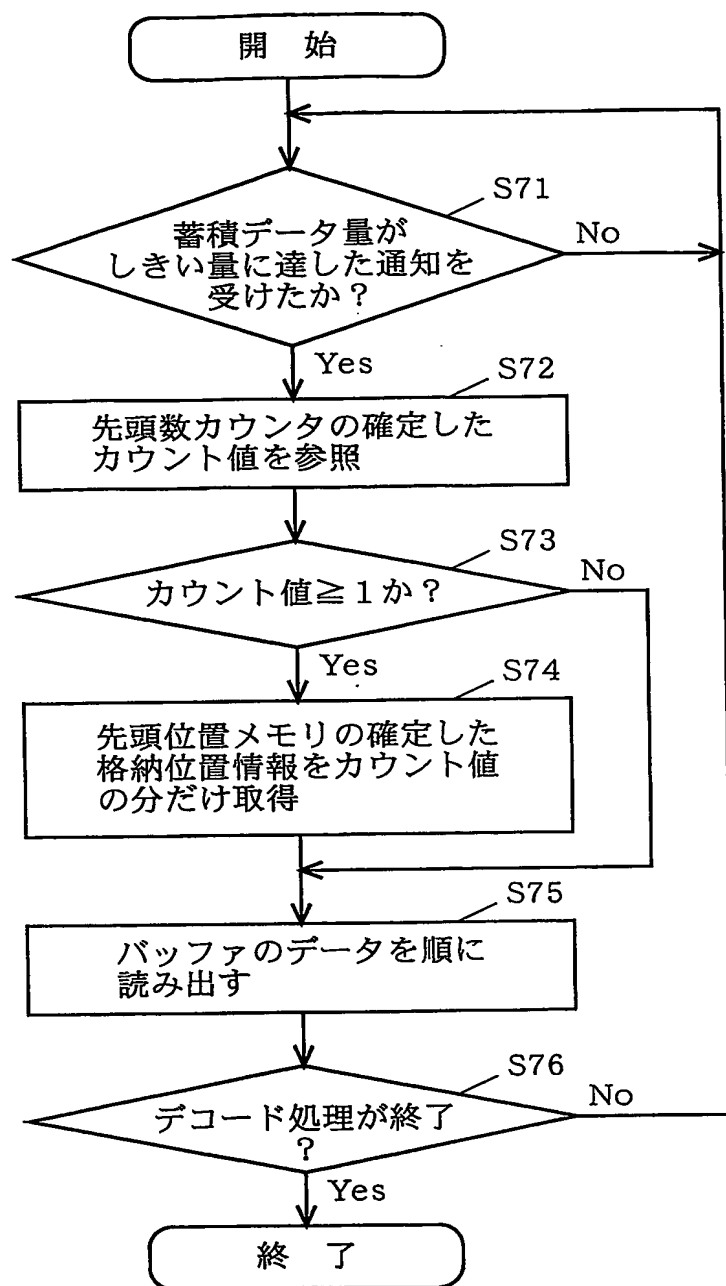 開 始
S71
蓄積データ量が
しきい量に達した通知を
受けたか？
No
Yes
S72
先頭数カウンタの確定した
カウント値を参照
S73
カウント値≧１か？
No
Yes
S74
先頭位置メモリの確定した
格納位置情報をカウント値
の分だけ取得
S75
バッファのデータを順に
読み出す
S76
デコード処理が終了
？
No
Yes
終 了